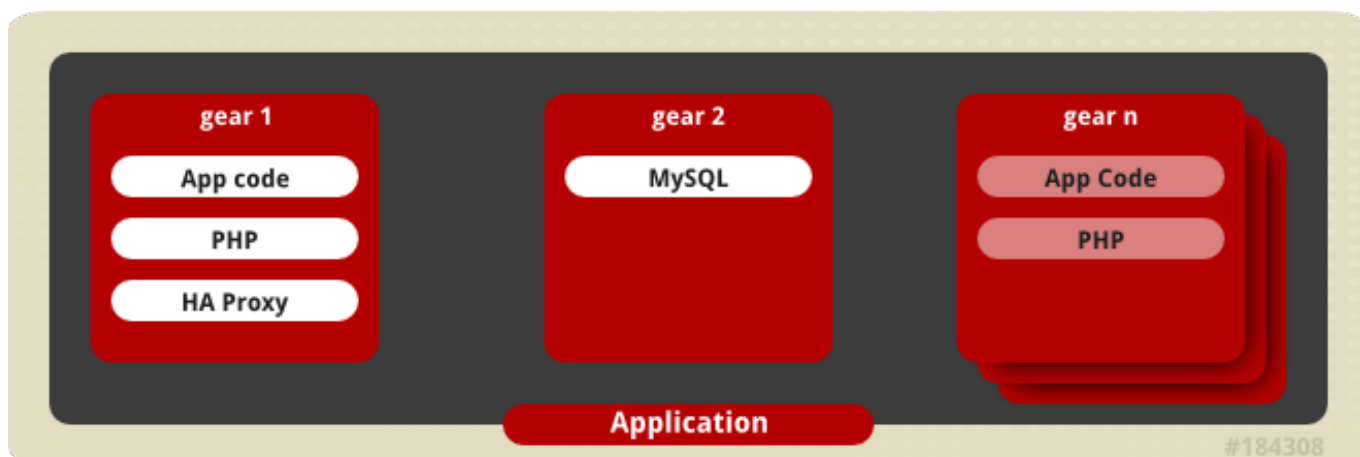 gear 1
App code
PHP
HA Proxy
gear 2
MySQL
gear n
App Code
PHP
Application
#184308